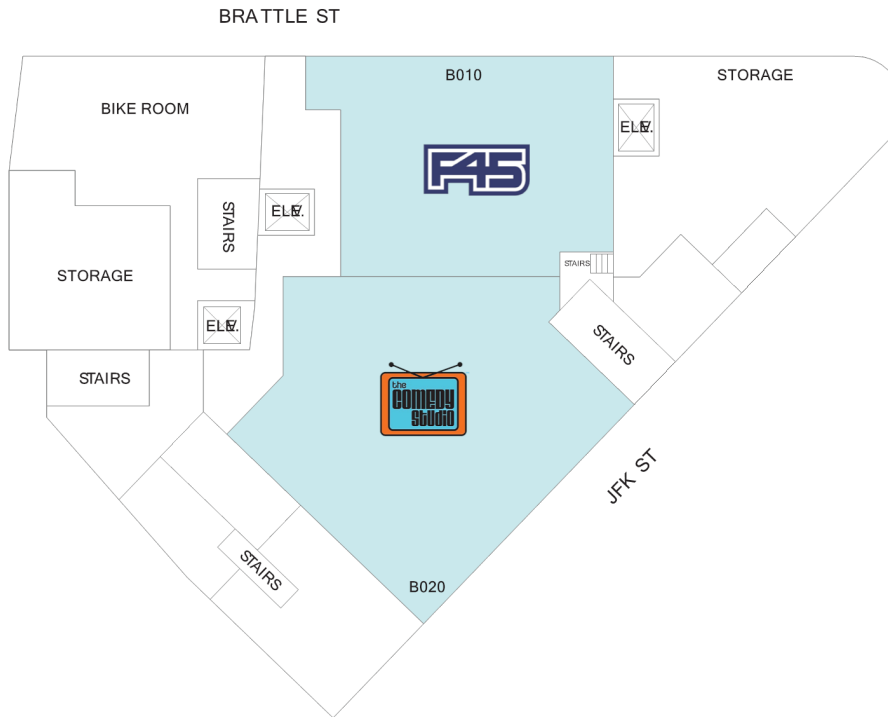 BRATTLE ST
B010
STORAGE
BIKE ROOM
ELEV.
F45
ELEV.
STAIRS
STAIRS
STORAGE
ELEV.
STAIRS
STAIRS
the
COMEDY
studio
JFK ST
STAIRS
B020